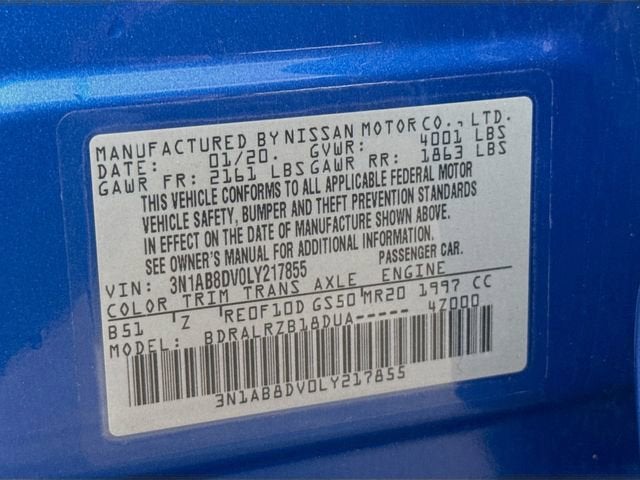 MANUFACTURED BY NISSAN MOTOR CO., LTD.
DATE: 01/20. GVWR: 4001 LBS
GAWR FR: 2161 LBS GAWR RR: 1863 LBS
THIS VEHICLE CONFORMS TO ALL APPLICABLE FEDERAL MOTOR
VEHICLE SAFETY, BUMPER AND THEFT PREVENTION STANDARDS
IN EFFECT ON THE DATE OF MANUFACTURE SHOWN ABOVE.
SEE OWNER'S MANUAL FOR ADDITIONAL INFORMATION.
VIN: 3N1AB8DV0LY217855 PASSENGER CAR.
COLOR TRIM TRANS AXLE ENGINE
B51 Z RE0F10D GS50 MR20 1997 CC
MODEL: BDRALRZB18DUA----- 4Z000
3N1AB8DV0LY217855